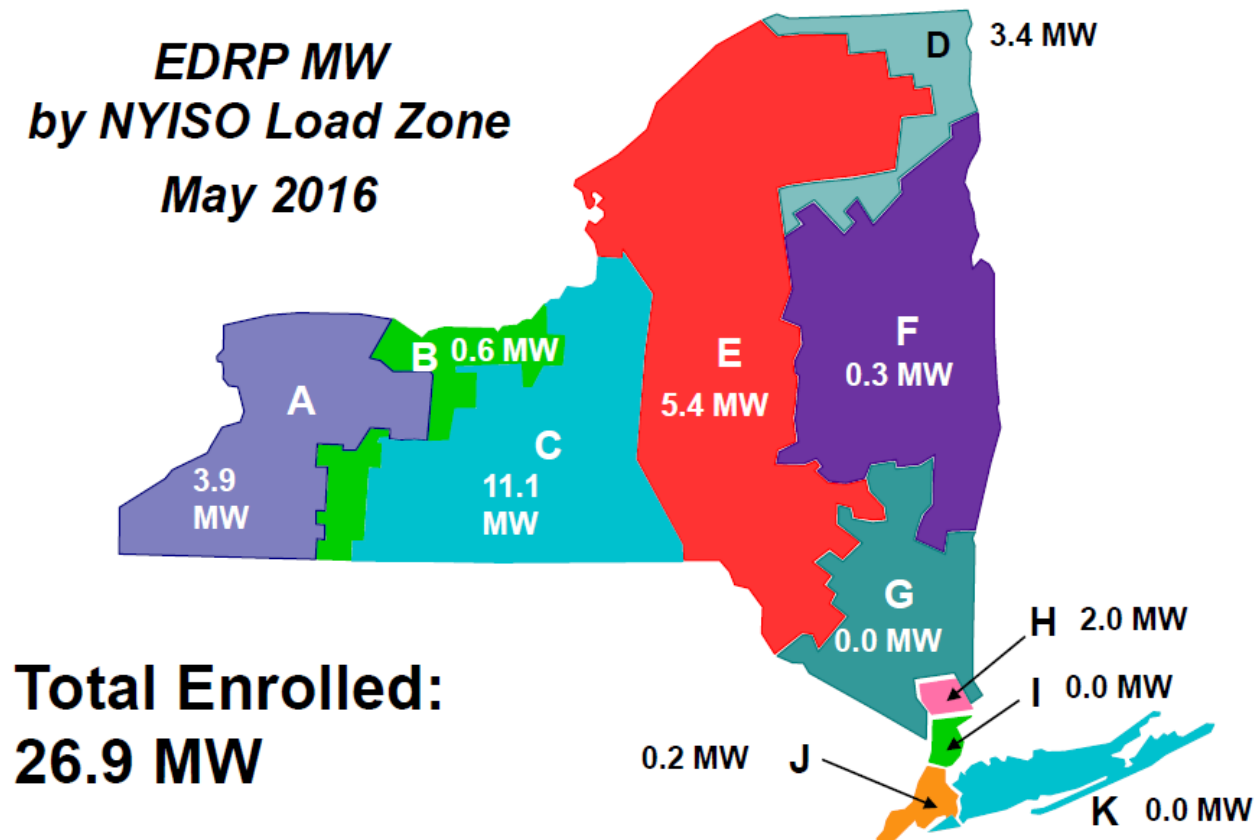 EDRP MW
by NYISO Load Zone
May 2016
D 3.4 MW
A
3.9
MW
B 0.6 MW
C
11.1
MW
E
5.4 MW
F
0.3 MW
G
0.0 MW
H 2.0 MW
I 0.0 MW
0.2 MW J
K 0.0 MW
Total Enrolled:
26.9 MW